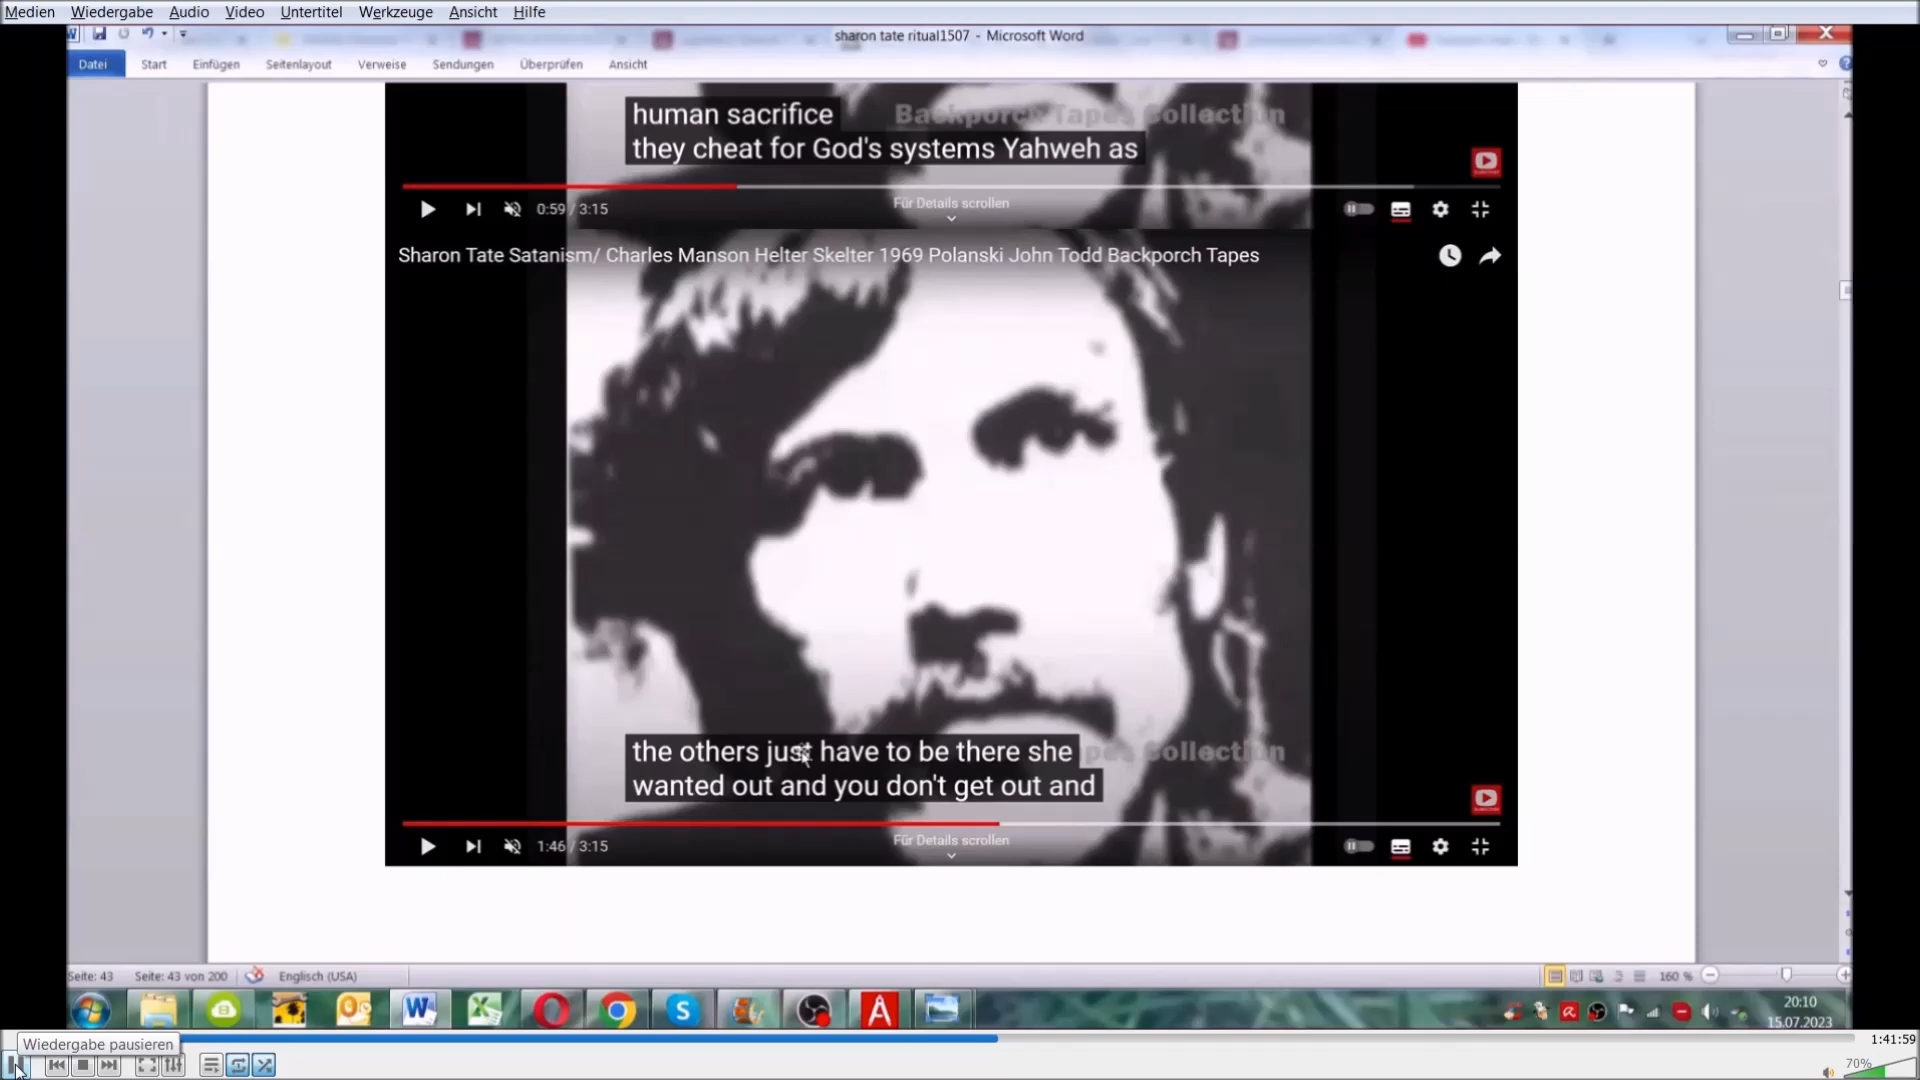 Medien Wiedergabe Audio Video Untertitel Werkzeuge Ansicht Hilfe
sharon tate ritual1507 - Microsoft Word
Datei Start Einfügen Seitenlayout Verweise Sendungen Überprüfen Ansicht
human sacrifice
Backporch Tapes Collectiun
they cheat for God's systems Yahweh as
0:59 / 3:15
Für Details scrollen
Sharon Tate Satanism/ Charles Manson Helter Skelter 1969 Polanski John Todd Backporch Tapes
the others just have to be there she
Collectiun
wanted out and you don't get out and
1:46 / 3:15
Für Details scrollen
Seite: 43 Seite: 43 von 200 Englisch (USA) 160 %
20:10
15.07.2023
Wiedergabe pausieren
1:41:59
70%